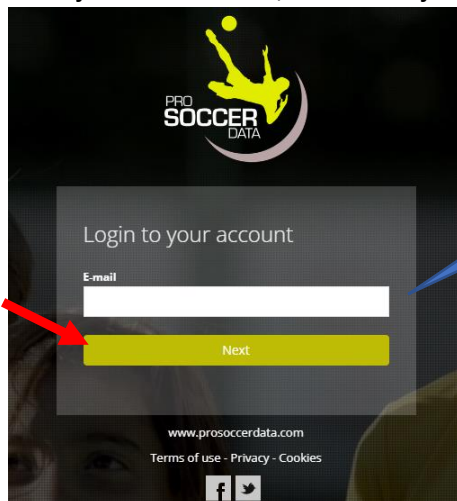 PRO
SOCCER
DATA
Login to your account
E-mail
Next
www.prosoccerdata.com
Terms of use - Privacy - Cookies